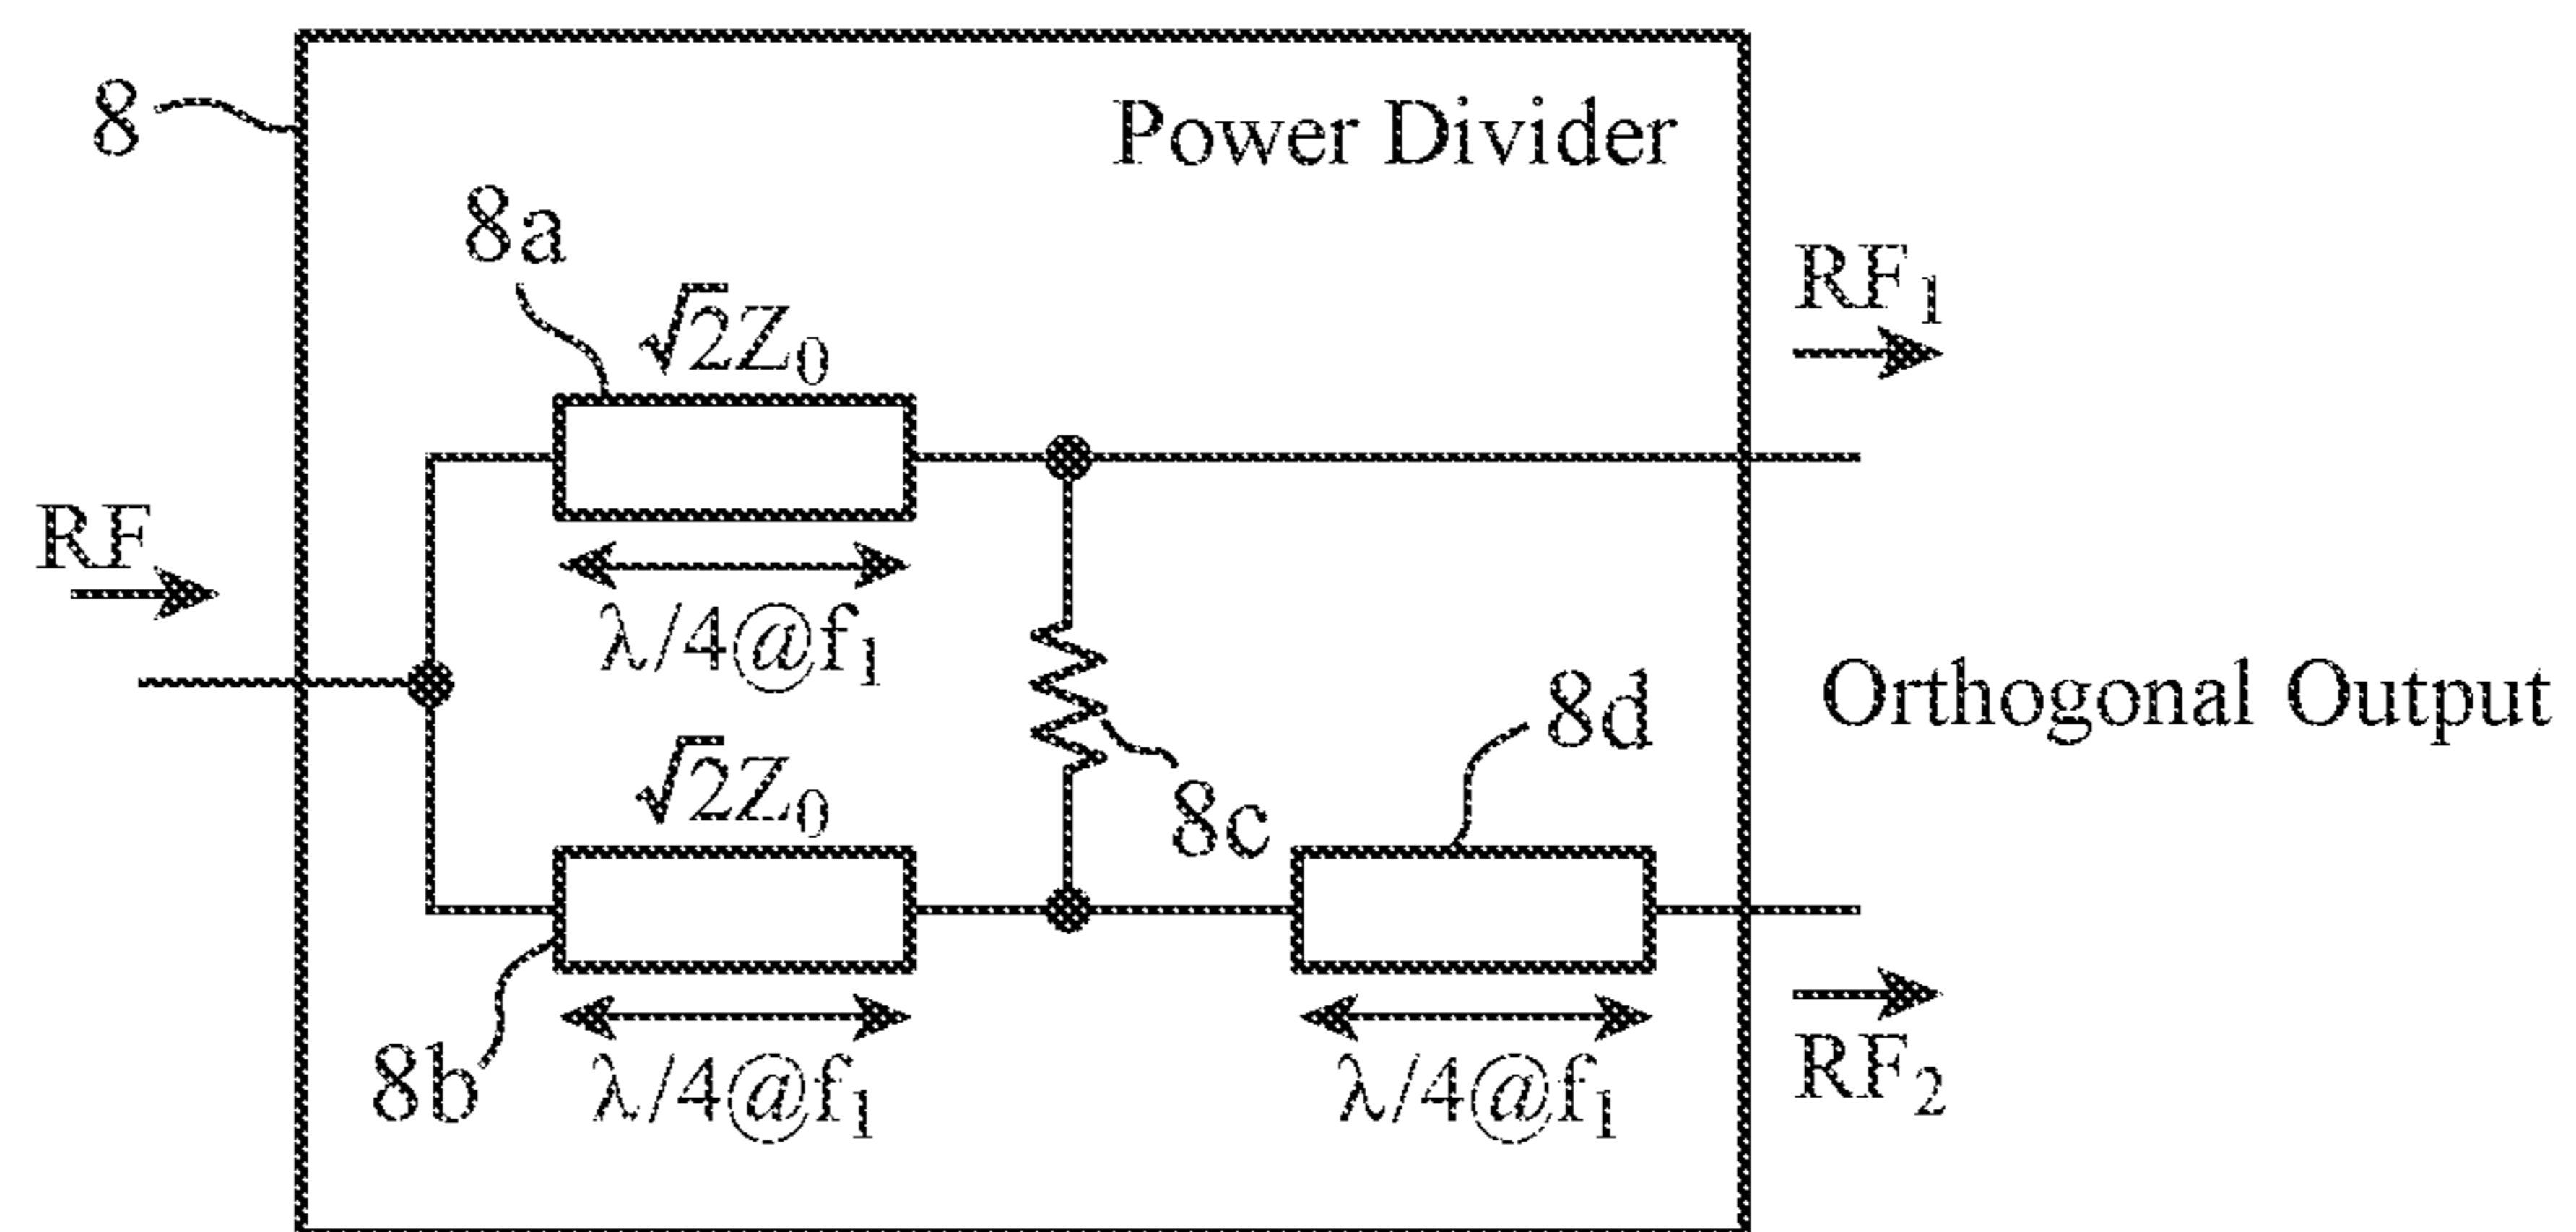 8
Power Divider
8a
√2Z₀
RF₁
RF
λ/4@f₁
8d
Orthogonal Output
√2Z₀
8c
8b
λ/4@f₁
λ/4@f₁
RF₂